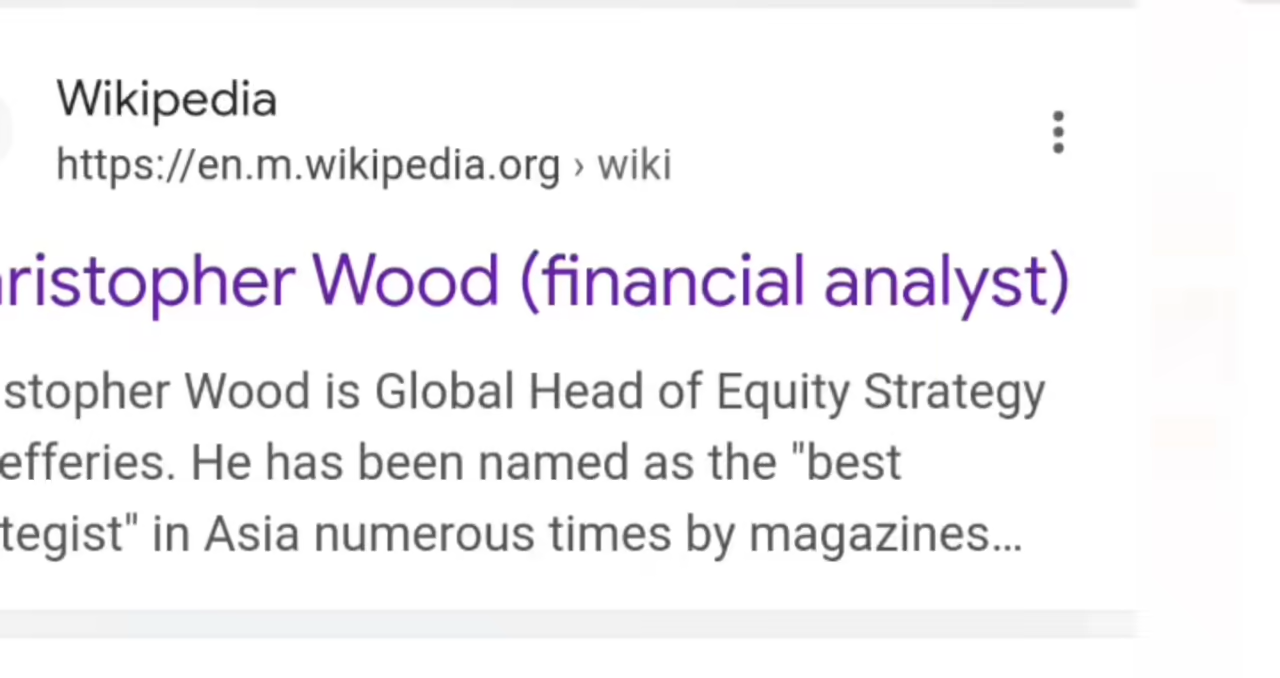 Wikipedia
https://en.m.wikipedia.org › wiki
ristopher Wood (financial analyst)
stopher Wood is Global Head of Equity Strategy
efferies. He has been named as the "best
tegist" in Asia numerous times by magazines...